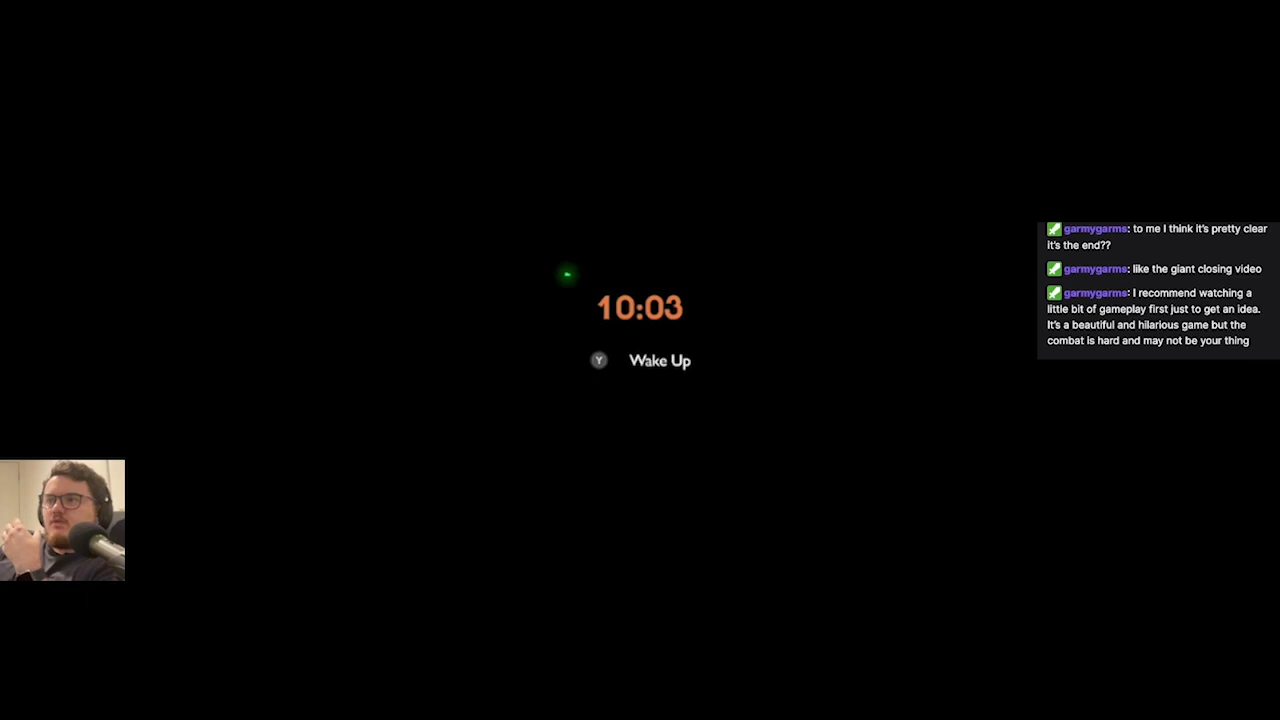 garmygarms: to me I think it's pretty clear
it's the end??
garmygarms: like the giant closing video
garmygarms: I recommend watching a
little bit of gameplay first just to get an idea.
It's a beautiful and hilarious game but the
combat is hard and may not be your thing
10:03
Y Wake Up